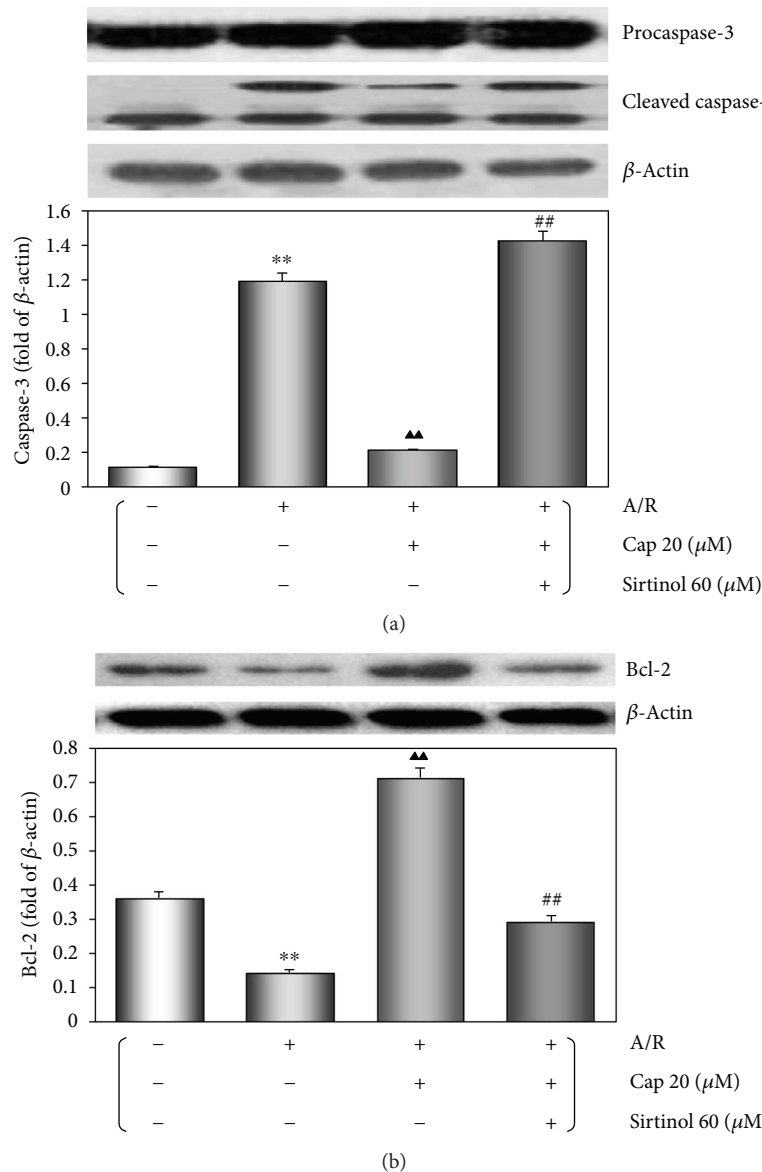 Procaspase-3
Cleaved caspase-
β-Actin
Caspase-3 (fold of β-actin)
1.6
1.4
1.2
1
0.8
0.6
0.4
0.2
0
**
▲▲
##
− + + + A/R
− − + + Cap 20 (μM)
− − − + Sirtinol 60 (μM)
(a)
Bcl-2
β-Actin
Bcl-2 (fold of β-actin)
0.8
0.7
0.6
0.5
0.4
0.3
0.2
0.1
0
**
▲▲
##
− + + + A/R
− − + + Cap 20 (μM)
− − − + Sirtinol 60 (μM
(b)